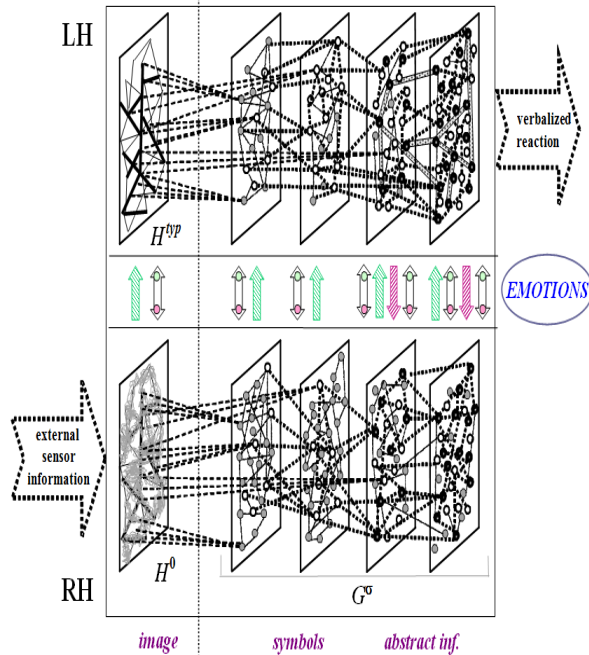 LH
verbalized
reaction
H^typ
EMOTIONS
external
sensor
information
H^0
G^σ
RH
image symbols abstract inf.